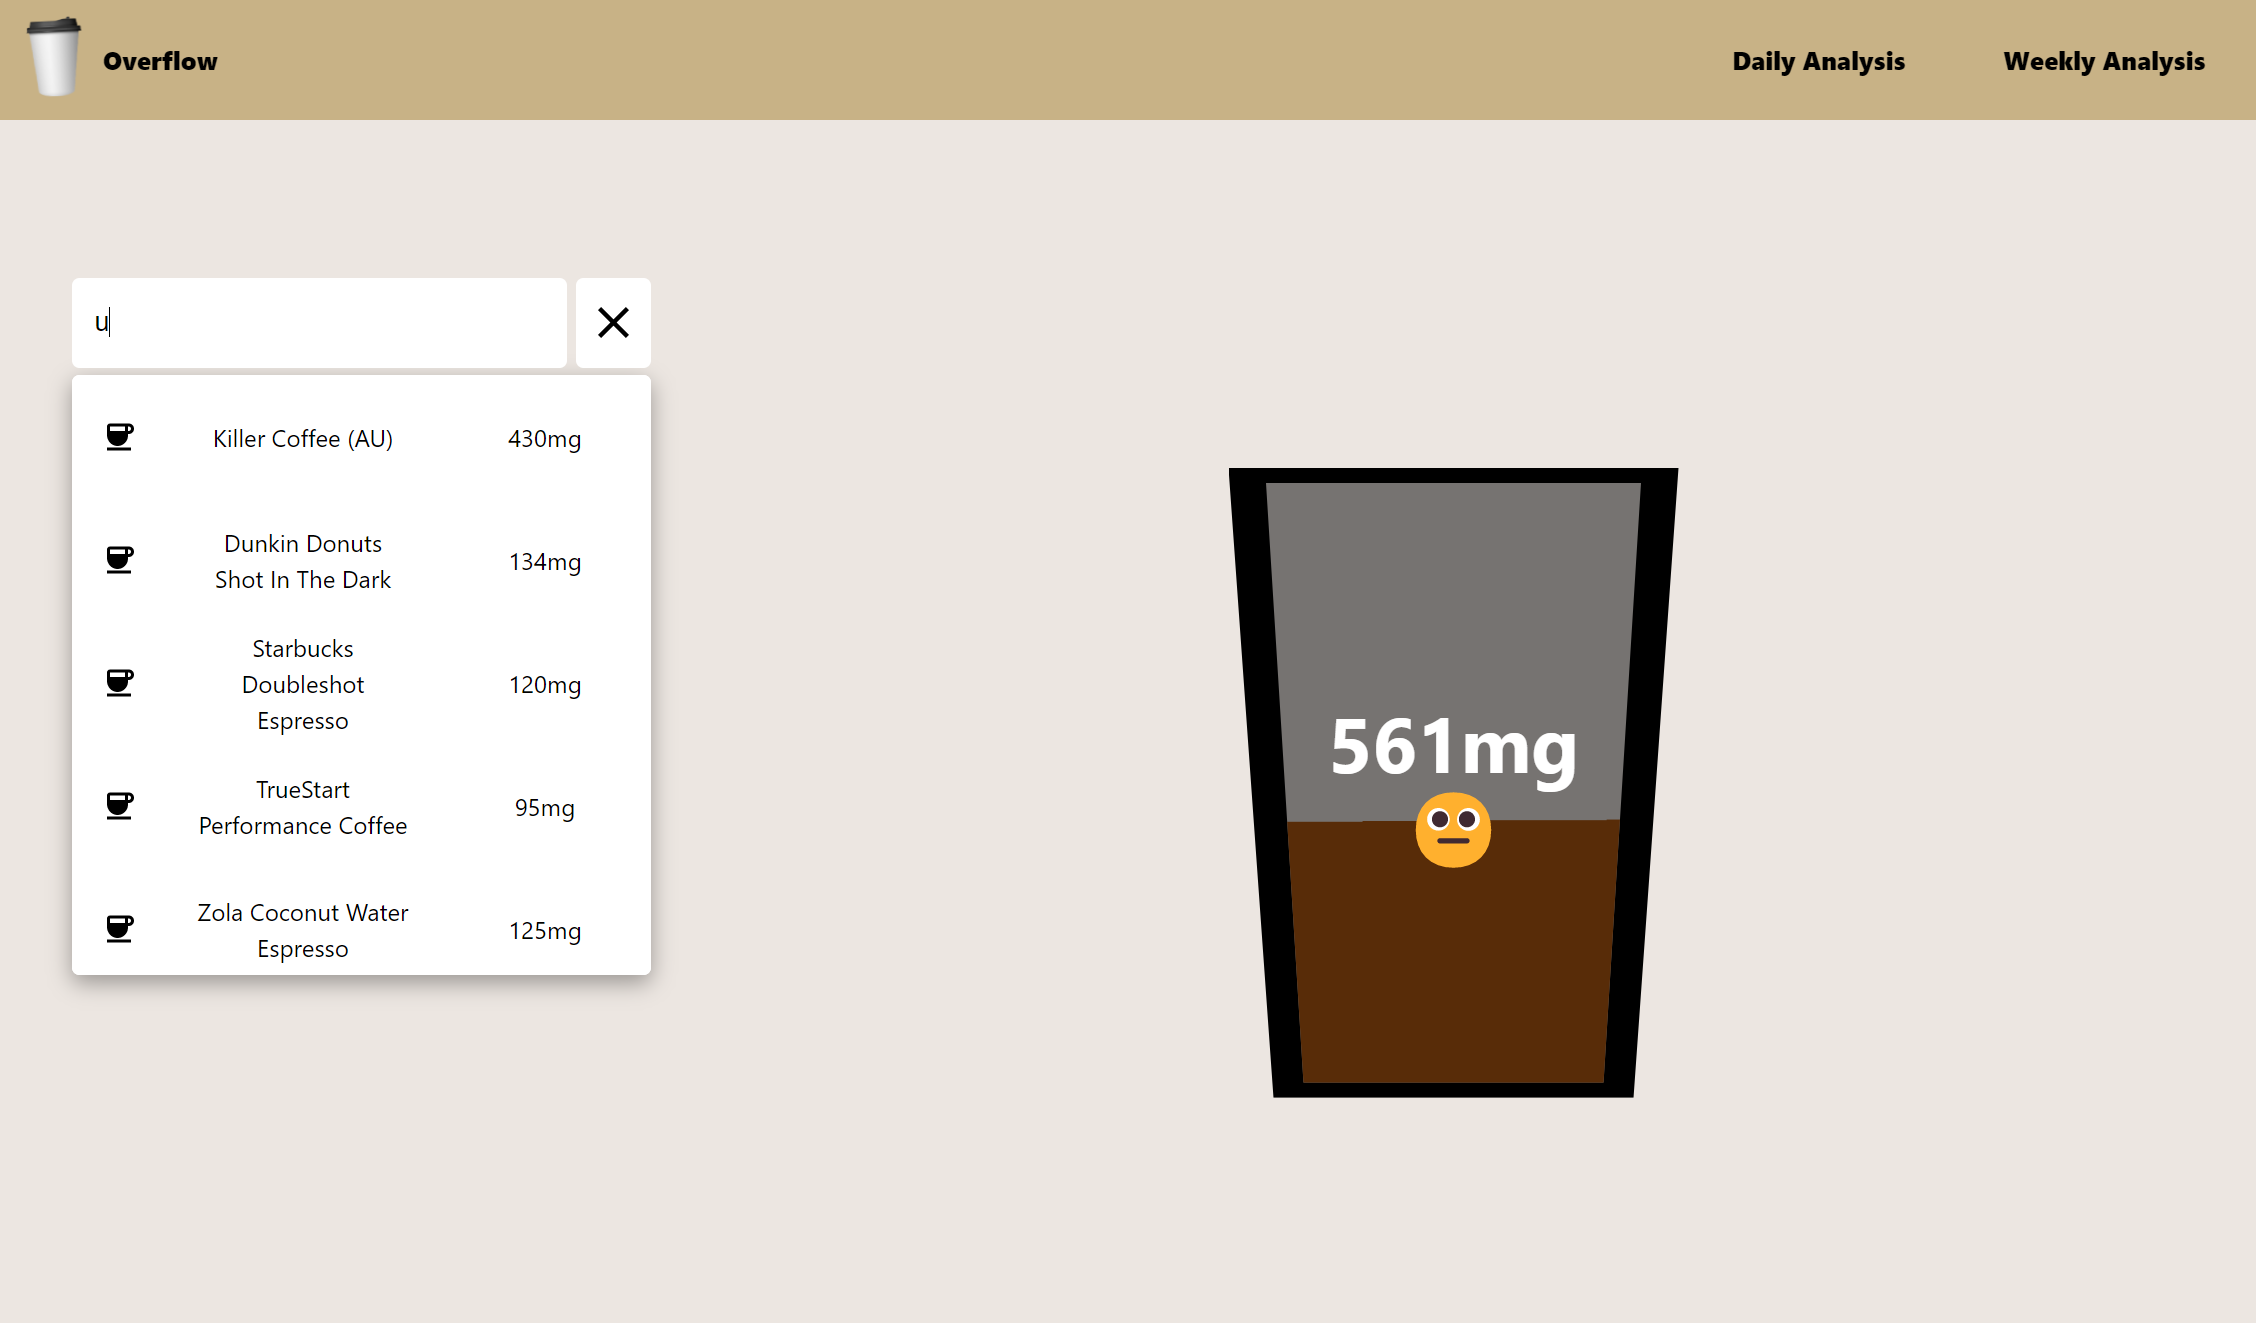 Overflow
Daily Analysis
Weekly Analysis
u
Killer Coffee (AU)
430mg
Dunkin Donuts
Shot In The Dark
134mg
Starbucks
Doubleshot
Espresso
120mg
TrueStart
Performance Coffee
95mg
Zola Coconut Water
Espresso
125mg
561mg